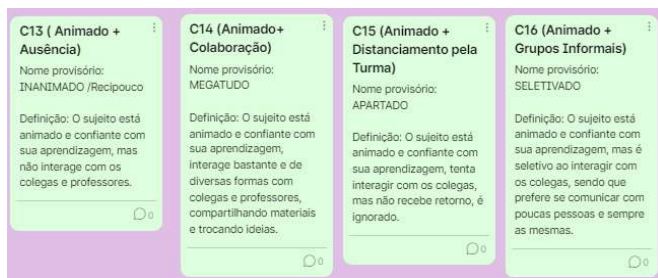 C13 ( Animado +
Ausência)
Nome provisório:
INANIMADO /Recipouco
Definição: O sujeito está
animado e confiante com
sua aprendizagem, mas
não interage com os
colegas e professores.
0
C14 (Animado+
Colaboração)
Nome provisório:
MEGATUDO
Definição: O sujeito está
animado e confiante com
sua aprendizagem,
interage bastante e de
diversas formas com
colegas e professores,
compartilhando materiais
e trocando ideias.
0
C15 (Animado +
Distanciamento pela
Turma)
Nome provisório:
APARTADO
Definição: O sujeito está
animado e confiante com
sua aprendizagem, tenta
interagir com os colegas,
mas não recebe retorno, é
ignorado.
0
C16 (Animado +
Grupos Informais)
Nome provisório:
SELETIVADO
Definição: O sujeito está
animado e confiante com
sua aprendizagem, mas é
seletivo ao interagir com
os colegas, sendo que
prefere se comunicar com
poucas pessoas e sempre
as mesmas.
0